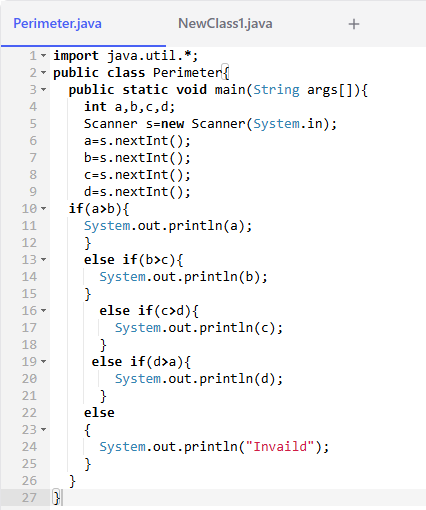 Perimeter.java NewClass1.java +
1 import java.util.*;
2 public class Perimeter{
3 public static void main(String args[]){
4 int a,b,c,d;
5 Scanner s=new Scanner(System.in);
6 a=s.nextInt();
7 b=s.nextInt();
8 c=s.nextInt();
9 d=s.nextInt();
10 if(a>b){
11 System.out.println(a);
12 }
13 else if(b>c){
14 System.out.println(b);
15 }
16 else if(c>d){
17 System.out.println(c);
18 }
19 else if(d>a){
20 System.out.println(d);
21 }
22 else
23 {
24 System.out.println("Invaild");
25 }
26 }
27 }